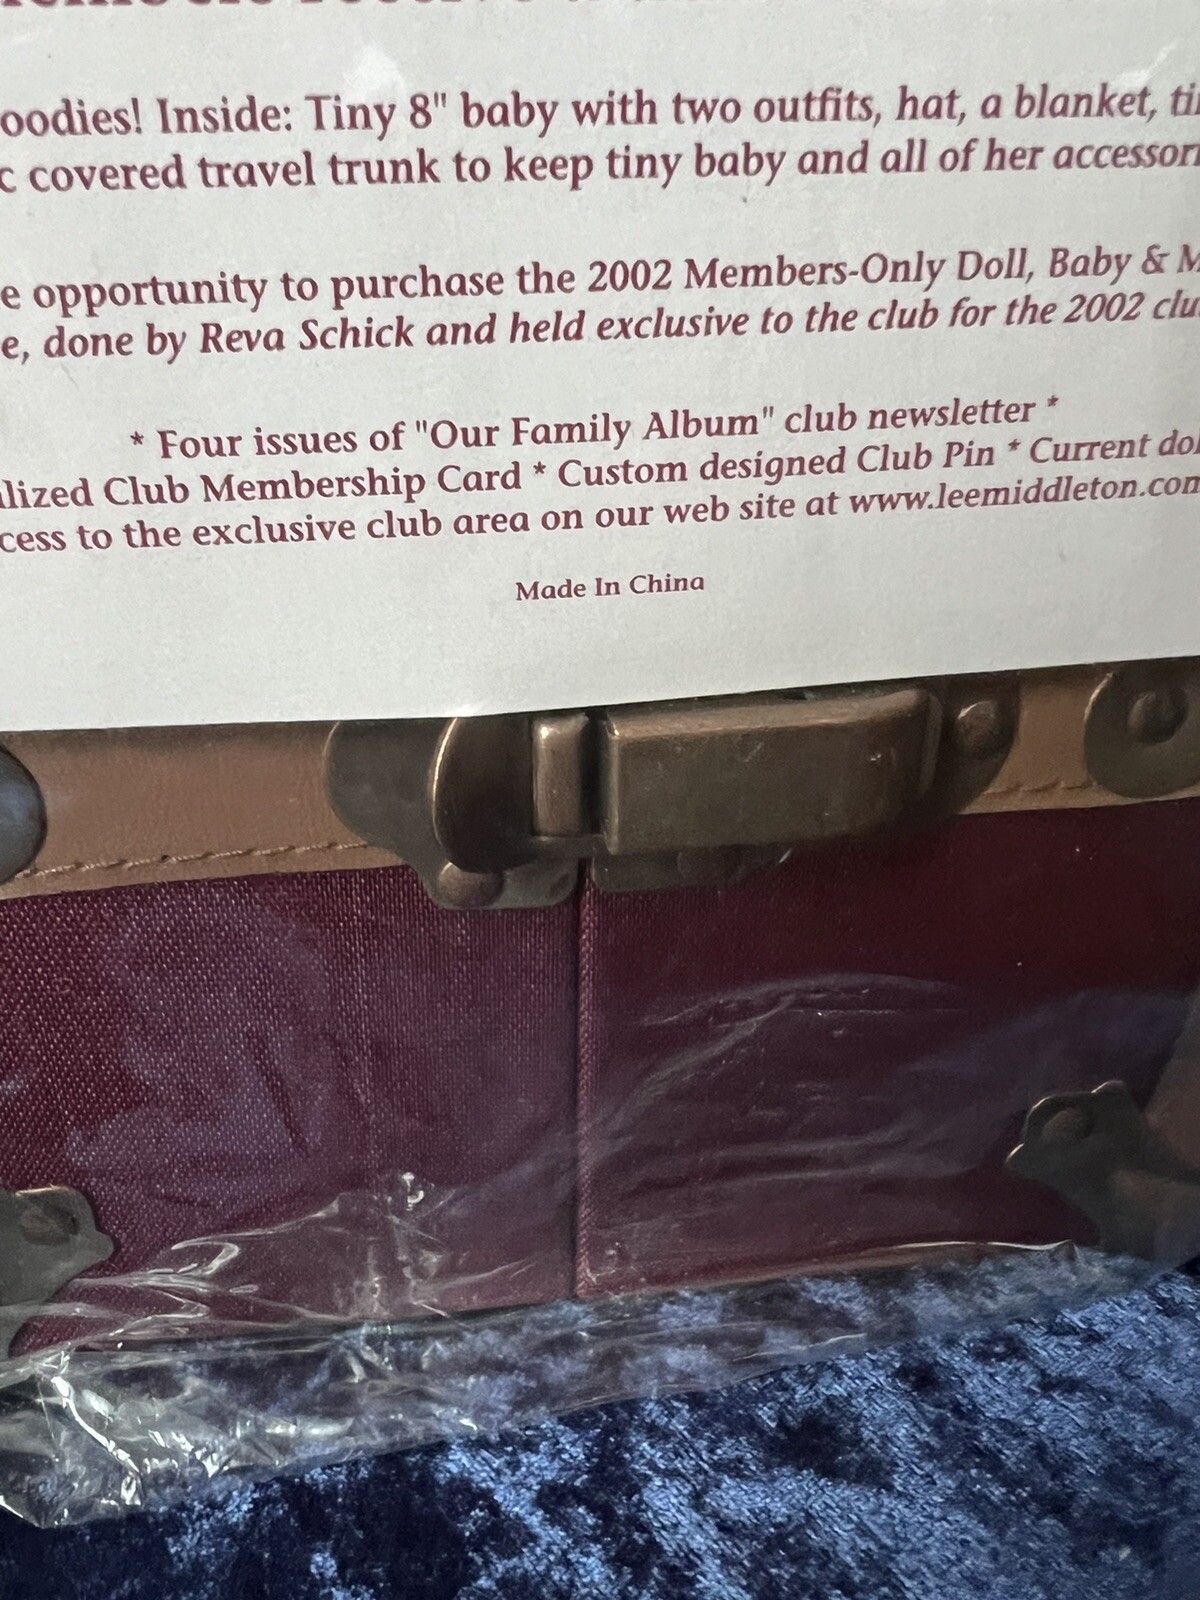 oodies! Inside: Tiny 8" baby with two outfits, hat, a blanket,
c covered travel trunk to keep tiny baby and all of her accessori
e opportunity to purchase the 2002 Members-Only Doll, Baby & M
e, done by Reva Schick and held exclusive to the club for the 2002 clu
* Four issues of "Our Family Album" club newsletter *
lized Club Membership Card * Custom designed Club Pin * Current dol
cess to the exclusive club area on our web site at www.leemiddleton.com
Made In China